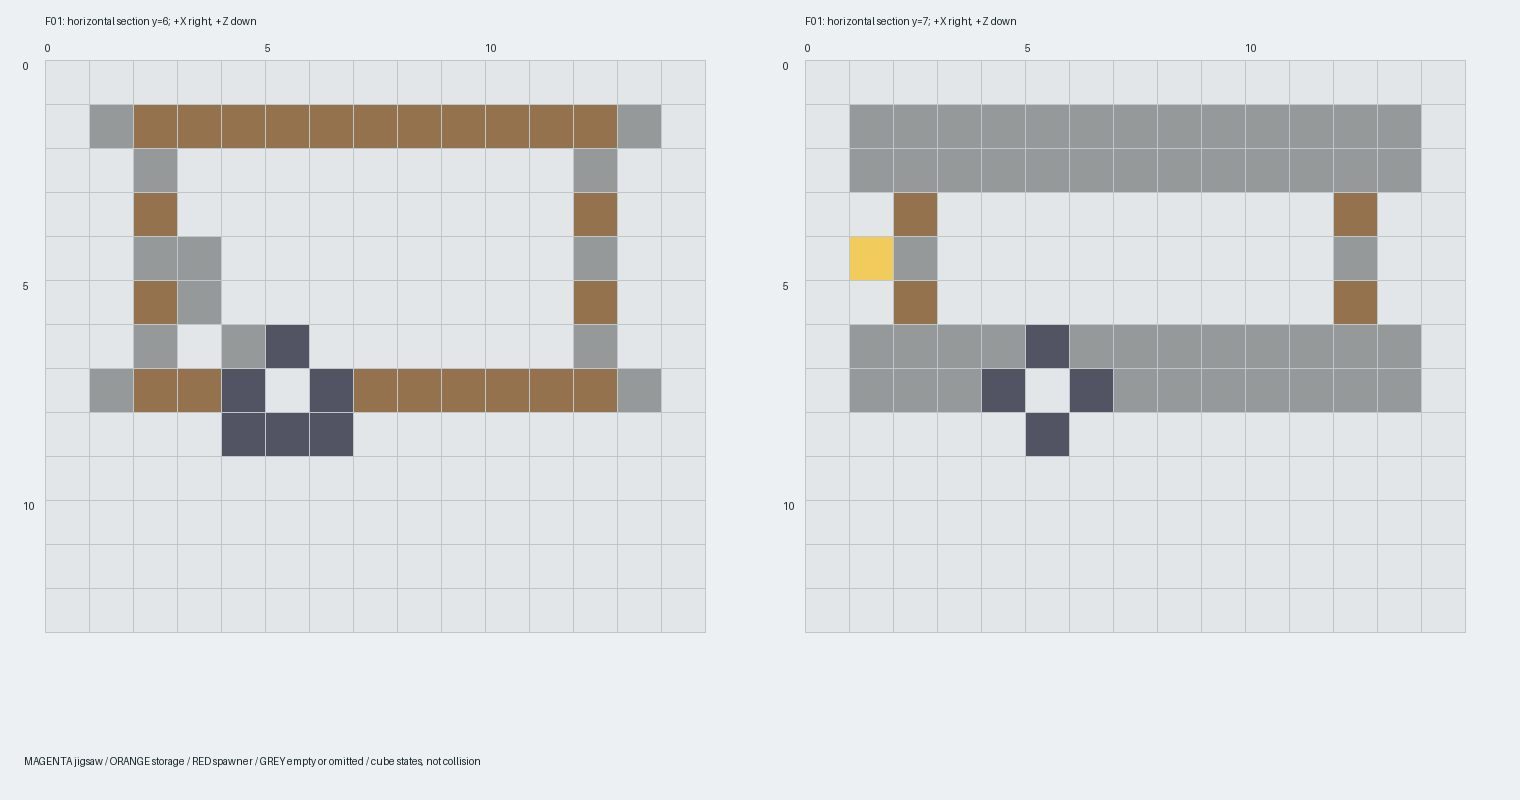 F01: horizontal section y=6; +X right, +Z down
F01: horizontal section y=7; +X right, +Z down
0 5 10
0 5 10
0
0
5
5
10
10
MAGENTA jigsaw / ORANGE storage / RED spawner / GREY empty or omitted / cube states, not collision